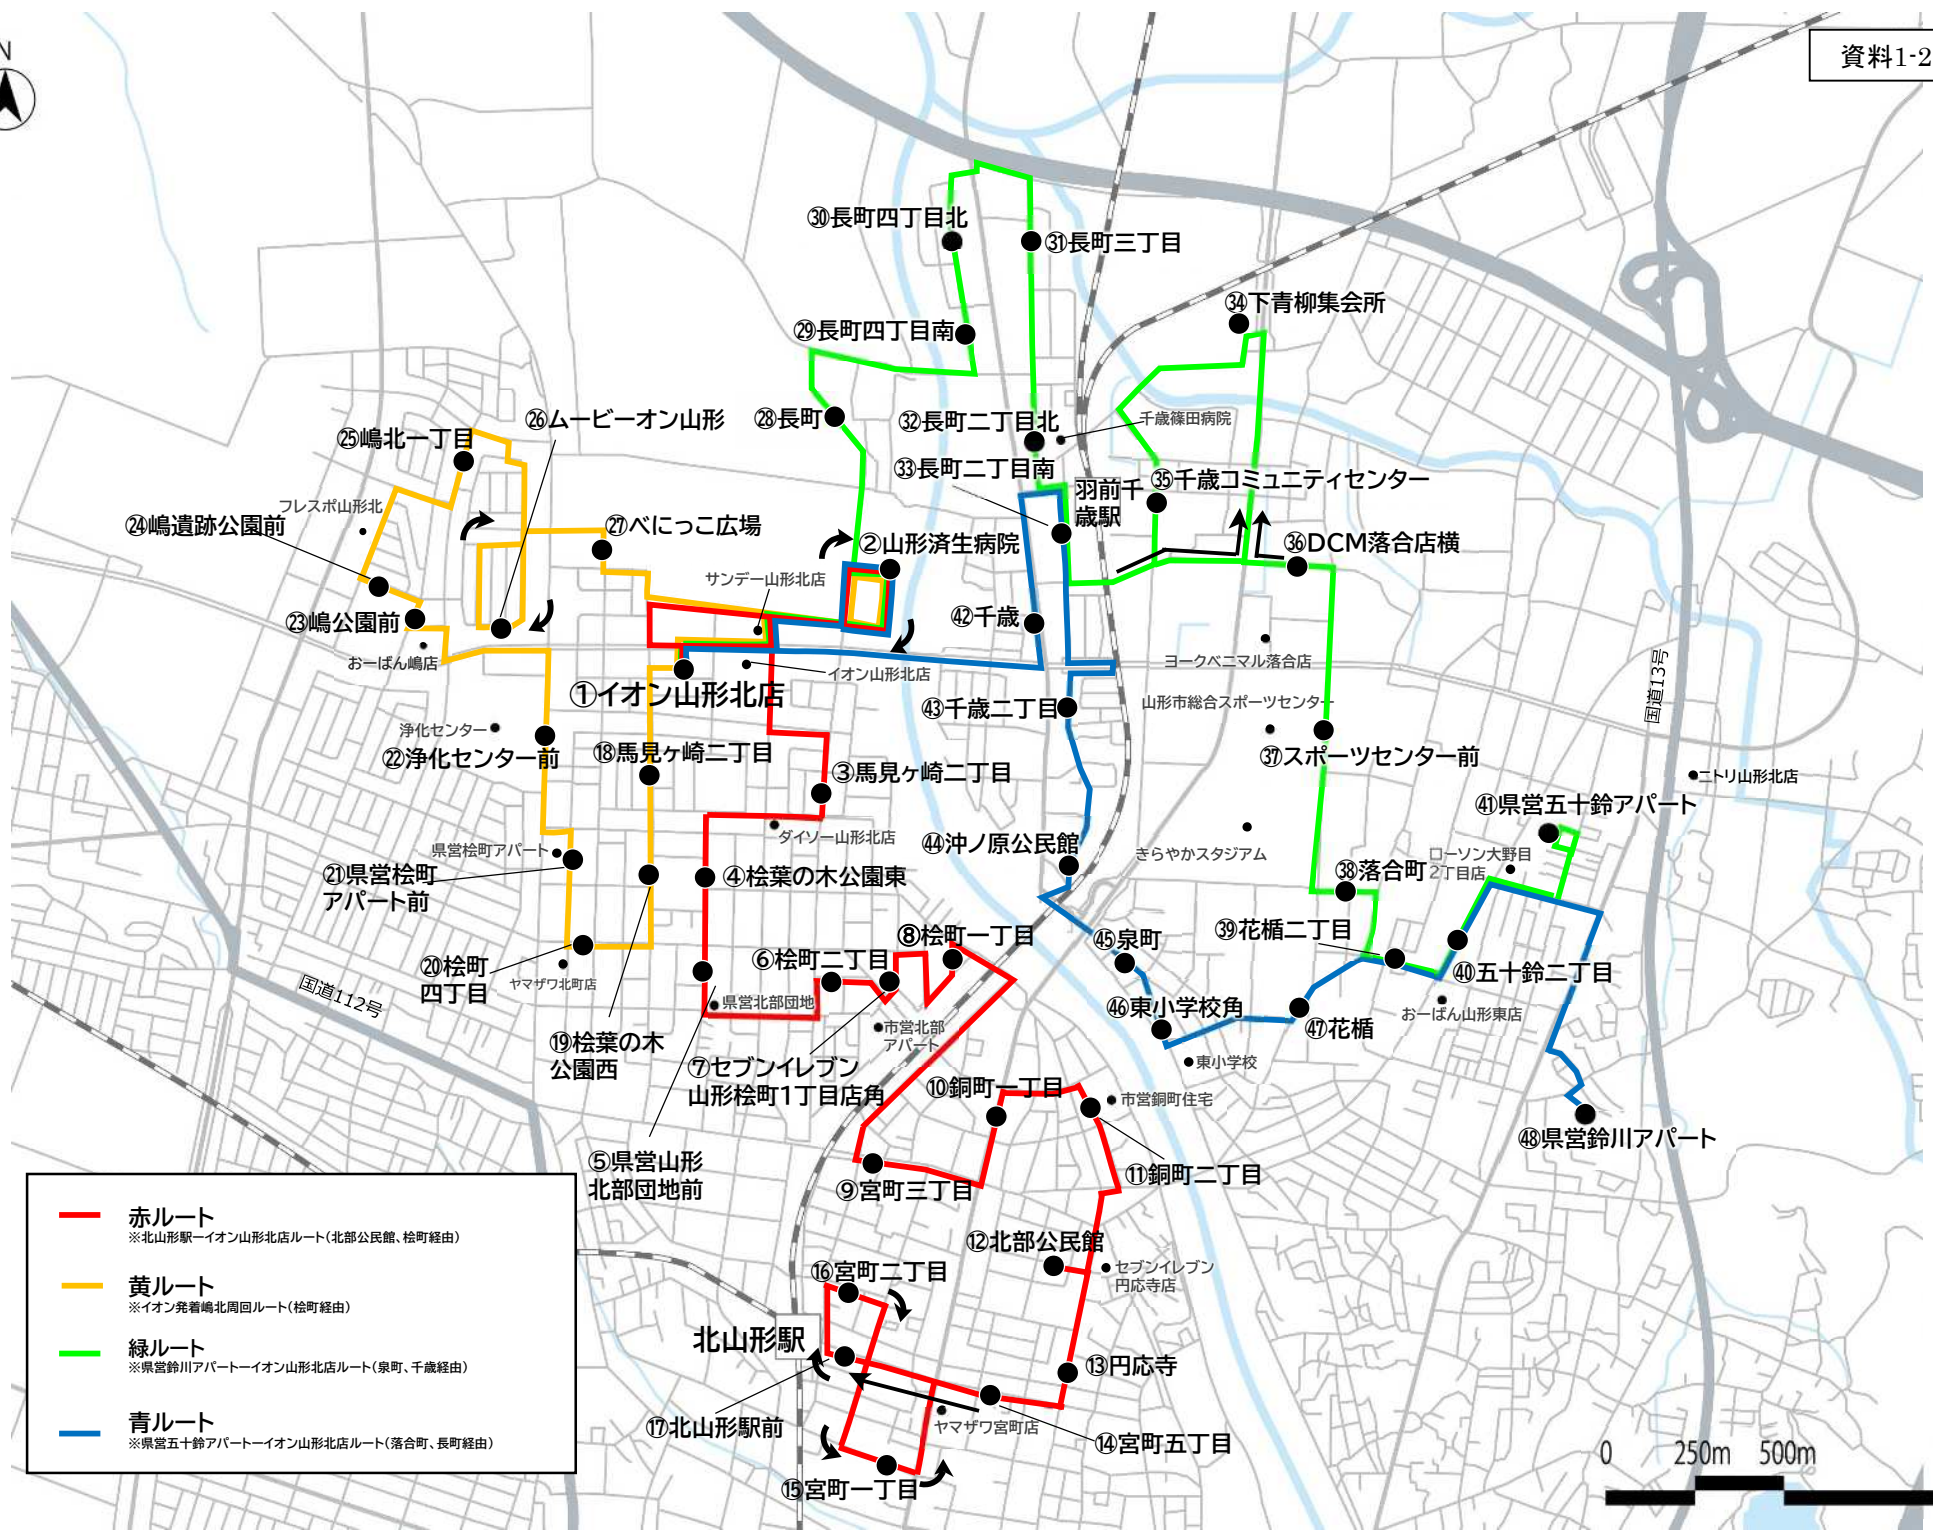 N
資料1-2
㉚長町四丁目北
㉛長町三丁目
㉞下青柳集会所
㉙長町四丁目南
㉖ムービーオン山形
㉘長町
㉜長町二丁目北
千歳篠田病院
㉕嶋北一丁目
㉝長町二丁目南
㉟千歳コミュニティセンター
羽前千
歳駅
フレスポ山形北
㉔嶋遺跡公園前
㉗べにっこ広場
②山形済生病院
㊱DCM落合店横
サンデー山形北店
㉓嶋公園前
㊷千歳
おーばん嶋店
イオン山形北店
ヨークベニマル落合店
国道13号
①イオン山形北店
㊸千歳二丁目
山形市総合スポーツセンター
浄化センター
㉒浄化センター前
⑱馬見ヶ崎二丁目
③馬見ヶ崎二丁目
㊲スポーツセンター前
ニトリ山形北店
㊶県営五十鈴アパート
ダイソー山形北店
㊹沖ノ原公民館
きらやかスタジアム
県営桧町アパート
ローソン大野目
2丁目店
㉑県営桧町
アパート前
④桧葉の木公園東
㊳落合町
⑧桧町一丁目
㊺泉町
㊴花楯二丁目
⑳桧町
四丁目
ヤマザワ北町店
⑥桧町二丁目
㊵五十鈴二丁目
国道112号
県営北部団地
㊻東小学校角
㊼花楯
おーばん山形東店
市営北部
アパート
⑲桧葉の木
公園西
⑦セブンイレブン
山形桧町1丁目店角
東小学校
⑩銅町一丁目
市営銅町住宅
㊽県営鈴川アパート
⑤県営山形
北部団地前
⑨宮町三丁目
⑪銅町二丁目
⑫北部公民館
セブンイレブン
円応寺店
⑯宮町二丁目
北山形駅
⑬円応寺
⑰北山形駅前
ヤマザワ宮町店
⑭宮町五丁目
⑮宮町一丁目
赤ルート
※北山形駅ーイオン山形北店ルート(北部公民館、桧町経由)
黄ルート
※イオン発着嶋北周回ルート(桧町経由)
緑ルート
※県営鈴川アパートーイオン山形北店ルート(泉町、千歳経由)
青ルート
※県営五十鈴アパートーイオン山形北店ルート(落合町、長町経由)
0 250m 500m